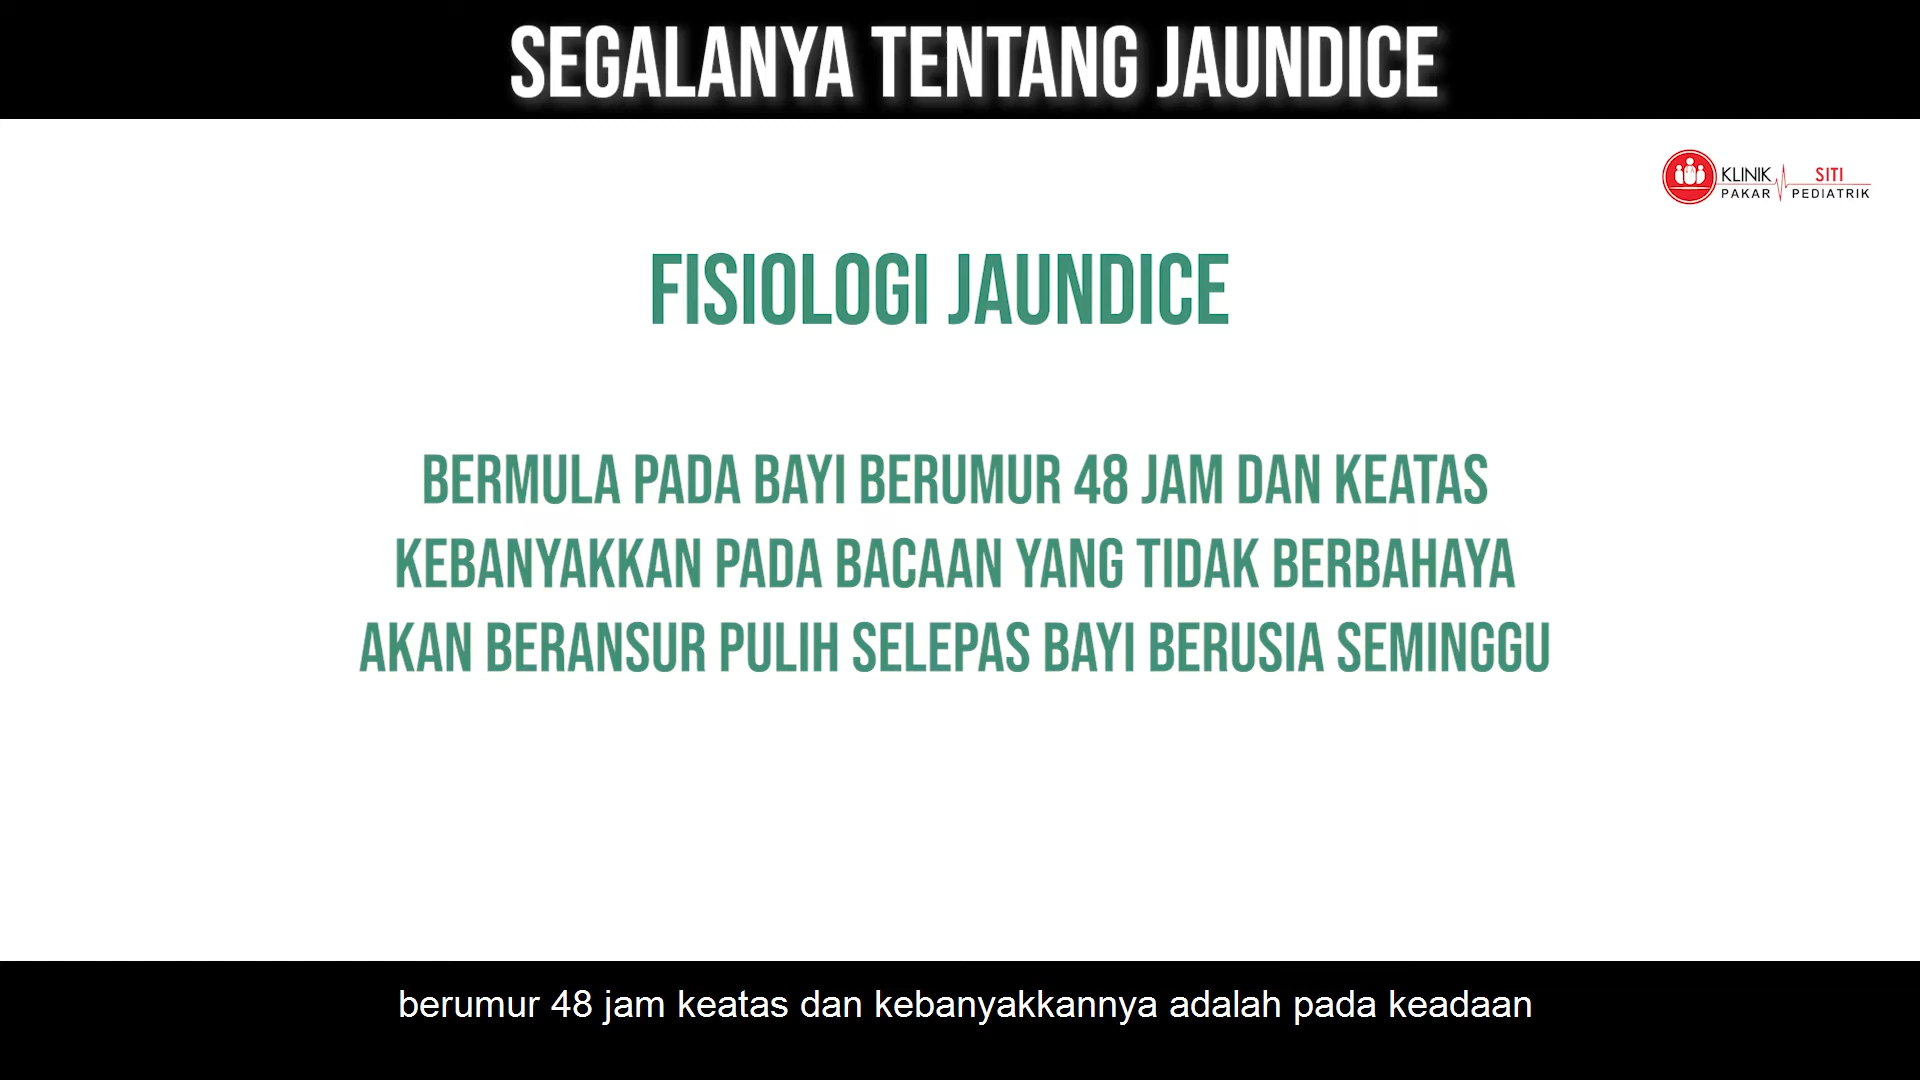 SEGALANYA TENTANG JAUNDICE
KLINIK SITI
PAKAR PEDIATRIK
FISIOLOGI JAUNDICE
BERMULA PADA BAYI BERUMUR 48 JAM DAN KEATAS
KEBANYAKKAN PADA BACAAN YANG TIDAK BERBAHAYA
AKAN BERANSUR PULIH SELEPAS BAYI BERUSIA SEMINGGU
berumur 48 jam keatas dan kebanyakkannya adalah pada keadaan